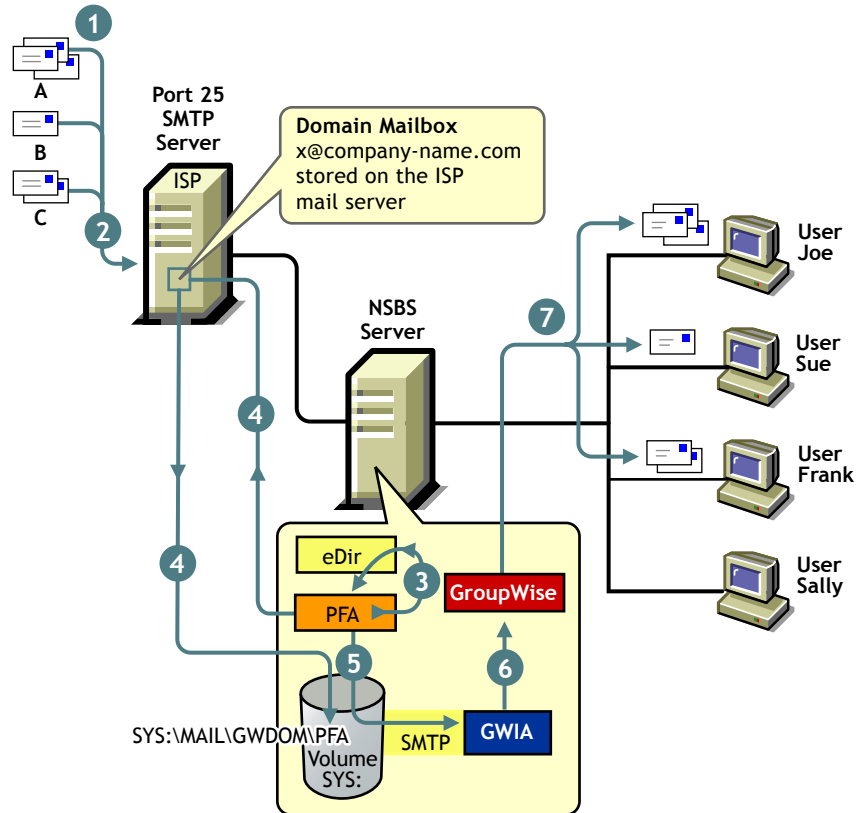 1
A
B
C
2
Port 25
SMTP
Server
ISP
Domain Mailbox
x@company-name.com
stored on the ISP
mail server
NSBS
Server
4
4
eDir
3
PFA
5
GroupWise
6
SYS:\MAIL\GWDOM\PFA
Volume
SYS:
SMTP
GWIA
7
User
Joe
User
Sue
User
Frank
User
Sally